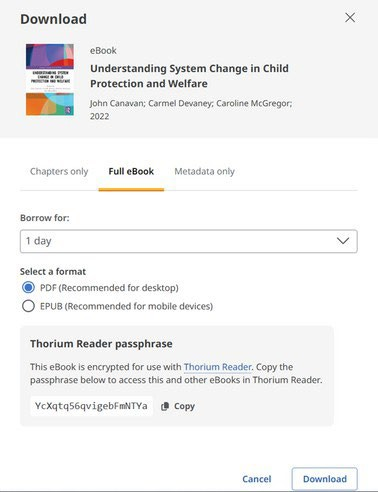 Download
eBook
Understanding System Change in Child
Protection and Welfare
John Canavan; Carmel Devaney; Caroline McGregor;
2022
UNDERSTANDING SYSTEM
CHANGE IN CHILD
PROTECTION AND WELFARE
Chapters only Full eBook Metadata only
Borrow for:
1 day
Select a format
PDF (Recommended for desktop)
EPUB (Recommended for mobile devices)
Thorium Reader passphrase
This eBook is encrypted for use with Thorium Reader. Copy the
passphrase below to access this and other eBooks in Thorium Reader.
YcXqtq56qvigebFmNTYa Copy
Cancel Download